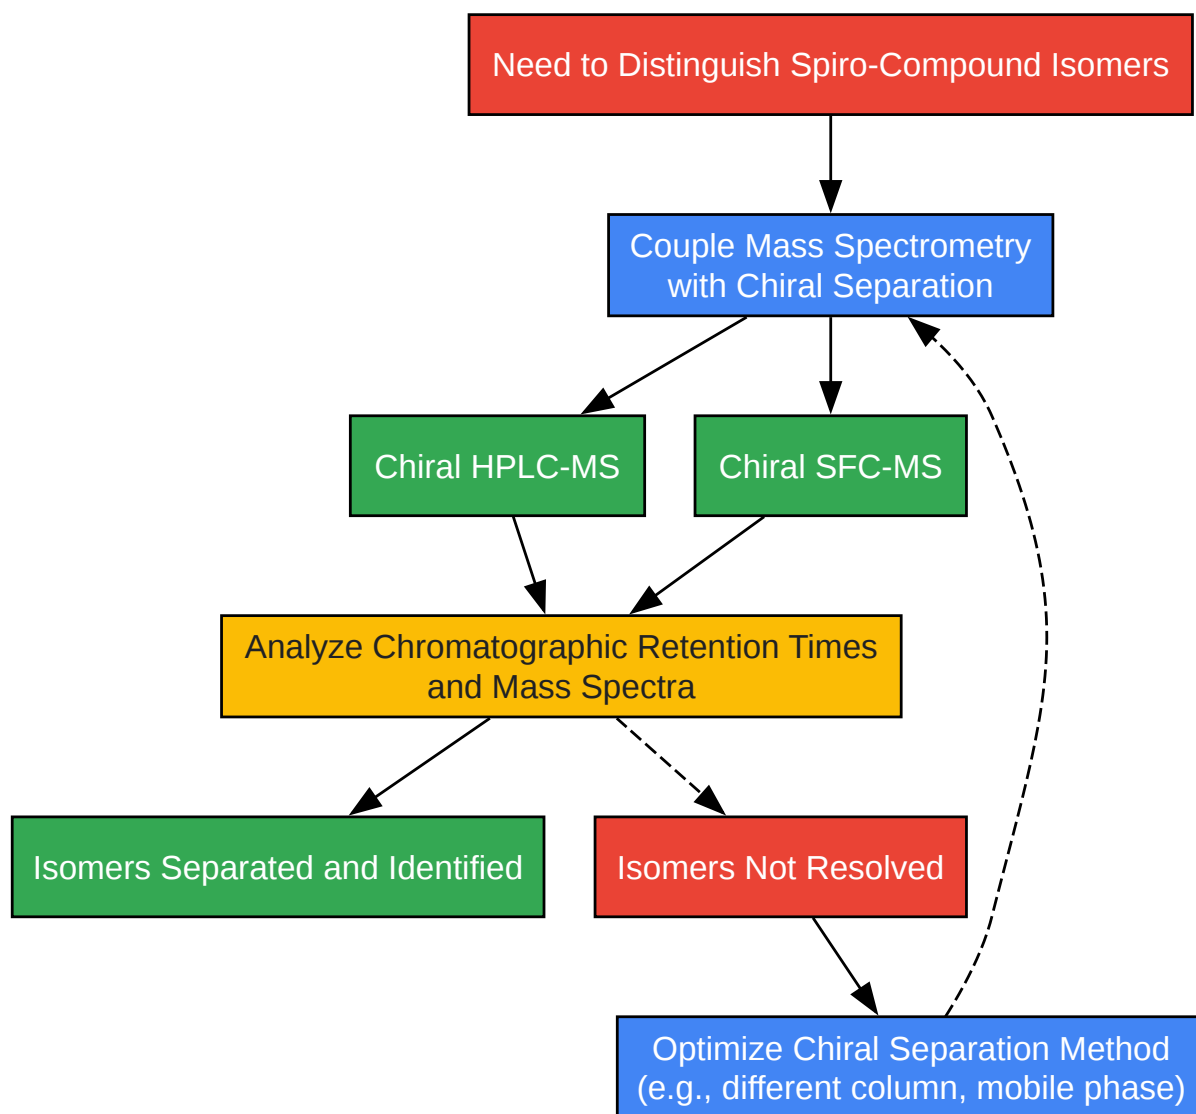 Need to Distinguish Spiro-Compound Isomers
Couple Mass Spectrometry
with Chiral Separation
Chiral HPLC-MS
Chiral SFC-MS
Analyze Chromatographic Retention Times
and Mass Spectra
Isomers Separated and Identified
Isomers Not Resolved
Optimize Chiral Separation Method
(e.g., different column, mobile phase)